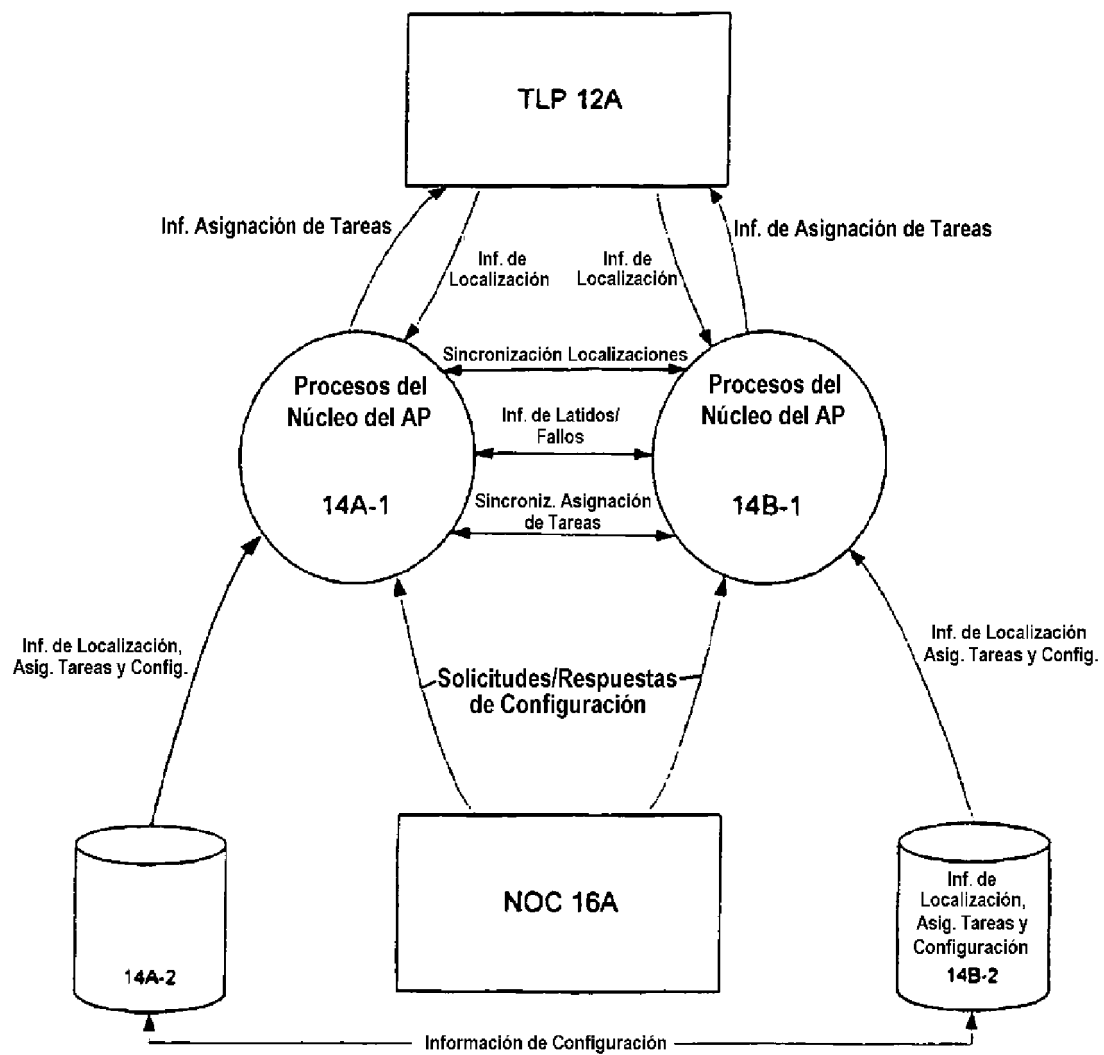 TLP 12A
Inf. Asignación de Tareas
Inf. de Asignación de Tareas
Inf. de
Localización
Inf. de
Localización
Sincronización Localizaciones
Procesos del
Núcleo del AP
14A-1
Procesos del
Núcleo del AP
14B-1
Inf. de Latidos/
Fallos
Sincroniz. Asignación
de Tareas
Inf. de Localización,
Asig. Tareas y Config.
Inf. de Localización
Asig. Tareas y Config.
Solicitudes/Respuestas
de Configuración
NOC 16A
14A-2
Inf. de
Localización,
Asig. Tareas y
Configuración
14B-2
Información de Configuración